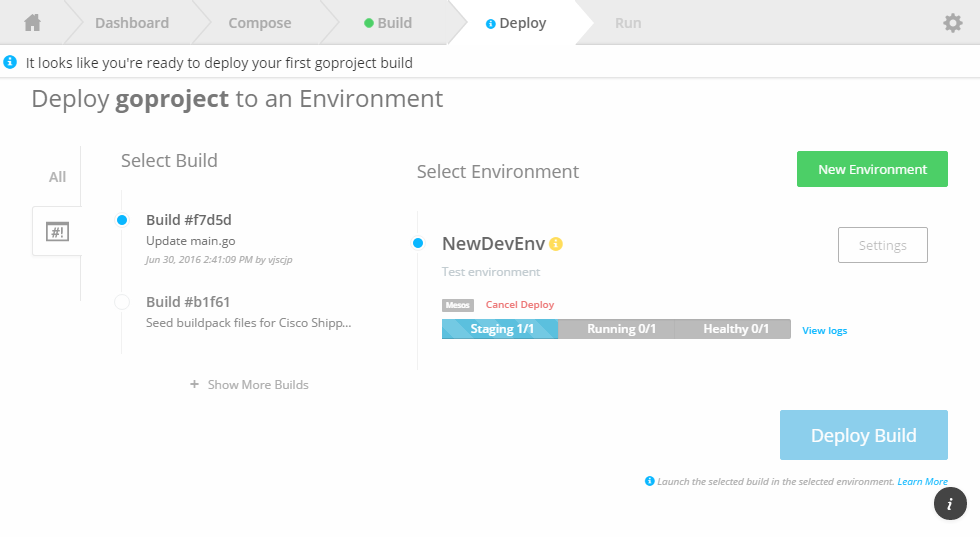 Dashboard
Compose
Build
Deploy
Run
It looks like you're ready to deploy your first goproject build
Deploy goproject to an Environment
All
#!
Select Build
Build #f7d5d
Update main.go
Jun 30, 2016 2:41:09 PM by vjscjp
Build #b1f61
Seed buildpack files for Cisco Shipp...
+ Show More Builds
Select Environment
New Environment
NewDevEnv
Settings
Test environment
Mesos Cancel Deploy
Staging 1/1 Running 0/1 Healthy 0/1 View logs
Deploy Build
Launch the selected build in the selected environment. Learn More
i